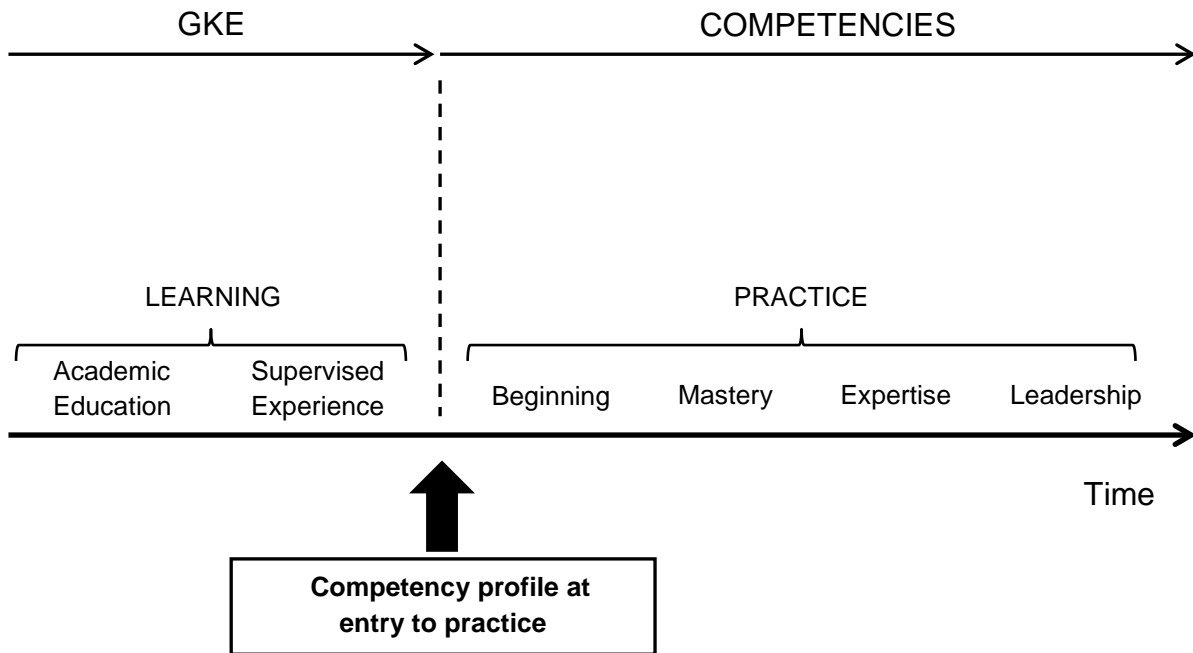 GKE
COMPETENCIES
LEARNING
PRACTICE
Academic
Education
Supervised
Experience
Beginning
Mastery
Expertise
Leadership
Time
Competency profile at
entry to practice